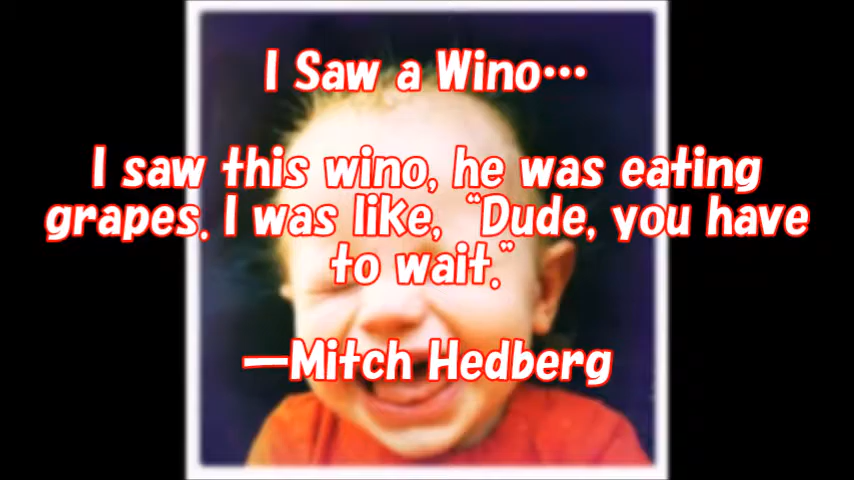 I Saw a Wino…
I saw this wino, he was eating
grapes. I was like, “Dude, you have
to wait.”
—Mitch Hedberg